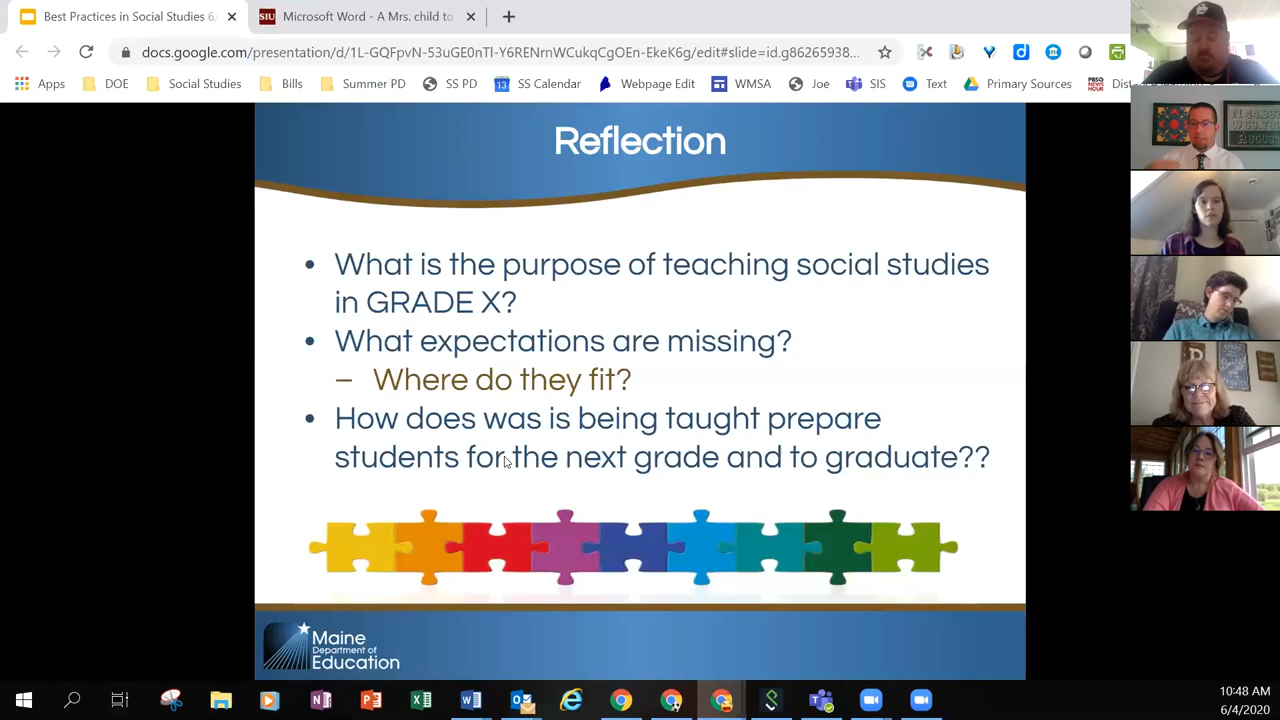 Best Practices in Social Studies 6,
SIU Microsoft Word - A Mrs. child to
docs.google.com/presentation/d/1L-GQFpvN-53uGE0nTI-Y6RENrnWCukqCgOEn-EkeK6g/edit#slide=id.g86265938...
Apps DOE Social Studies Bills Summer PD SS PD SS Calendar Webpage Edit WMSA Joe SIS Text Primary Sources
Reflection
• What is the purpose of teaching social studies
in GRADE X?
• What expectations are missing?
– Where do they fit?
• How does was is being taught prepare
students for the next grade and to graduate??
Maine
Department of
Education
10:48 AM
6/4/2020